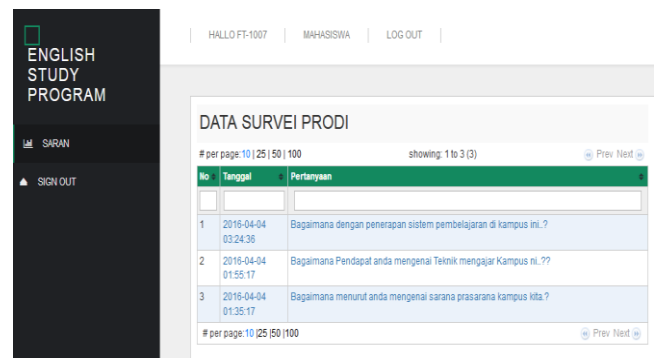 HALLO FT-1007 MAHASISWA LOG OUT
ENGLISH
STUDY
PROGRAM
SARAN
SIGN OUT
DATA SURVEI PRODI
# per page:10 | 25 | 50 | 100 showing: 1 to 3 (3) Prev Next
No Tanggal Pertanyaan
1 2016-04-04 03:24:36 Bagaimana dengan penerapan sistem pembelajaran di kampus ini..?
2 2016-04-04 01:55:17 Bagaimana Pendapat anda mengenai Teknik mengajar Kampus ni..??
3 2016-04-04 01:35:17 Bagaimana menurut anda mengenai sarana prasarana kampus kita.?
# per page:10 |25 |50 |100 Prev Next